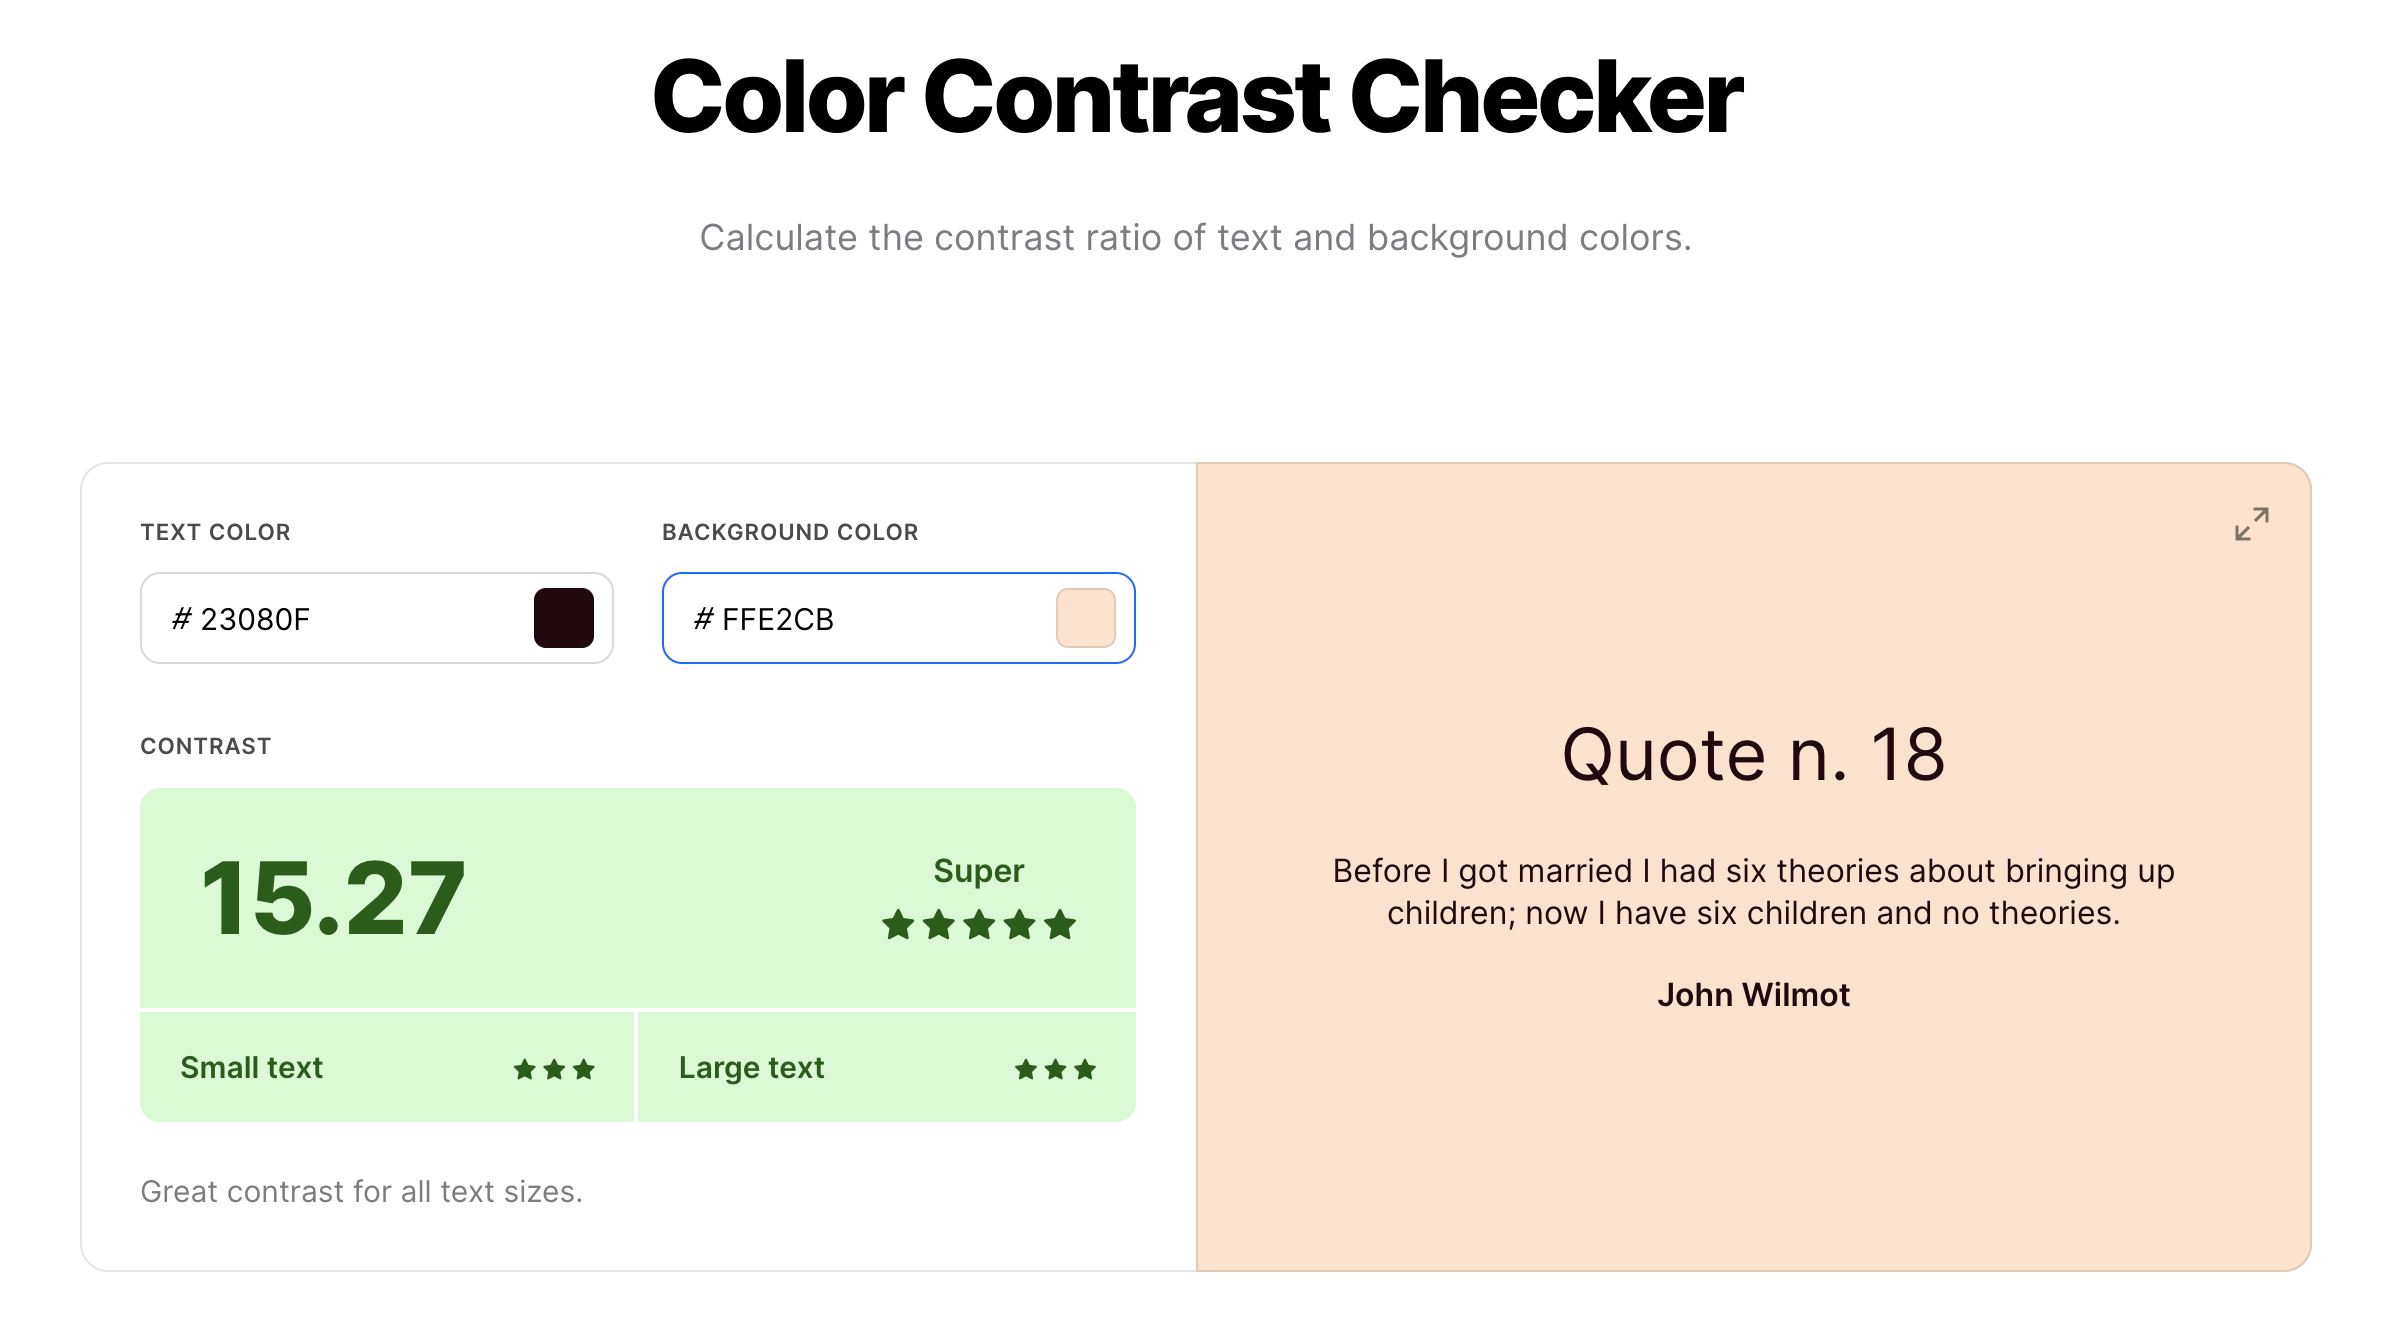 Color Contrast Checker
Calculate the contrast ratio of text and background colors.
TEXT COLOR
# 23080F
BACKGROUND COLOR
# FFE2CB
CONTRAST
15.27
Super
Small text
Large text
Great contrast for all text sizes.
Quote n. 18
Before I got married I had six theories about bringing up
children; now I have six children and no theories.
John Wilmot